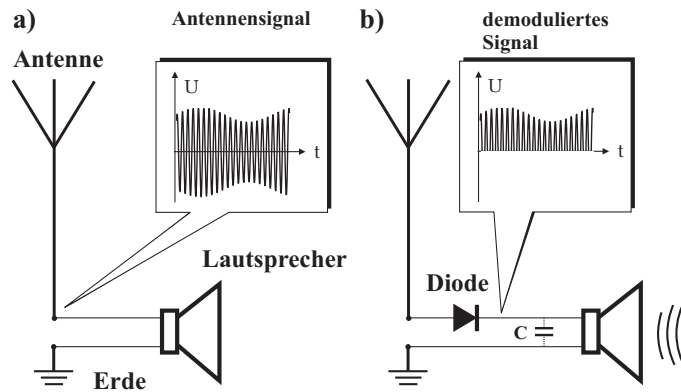 a)
Antennensignal
Antenne
U
t
Lautsprecher
Erde
b)
demoduliertes
Signal
U
t
Diode
C